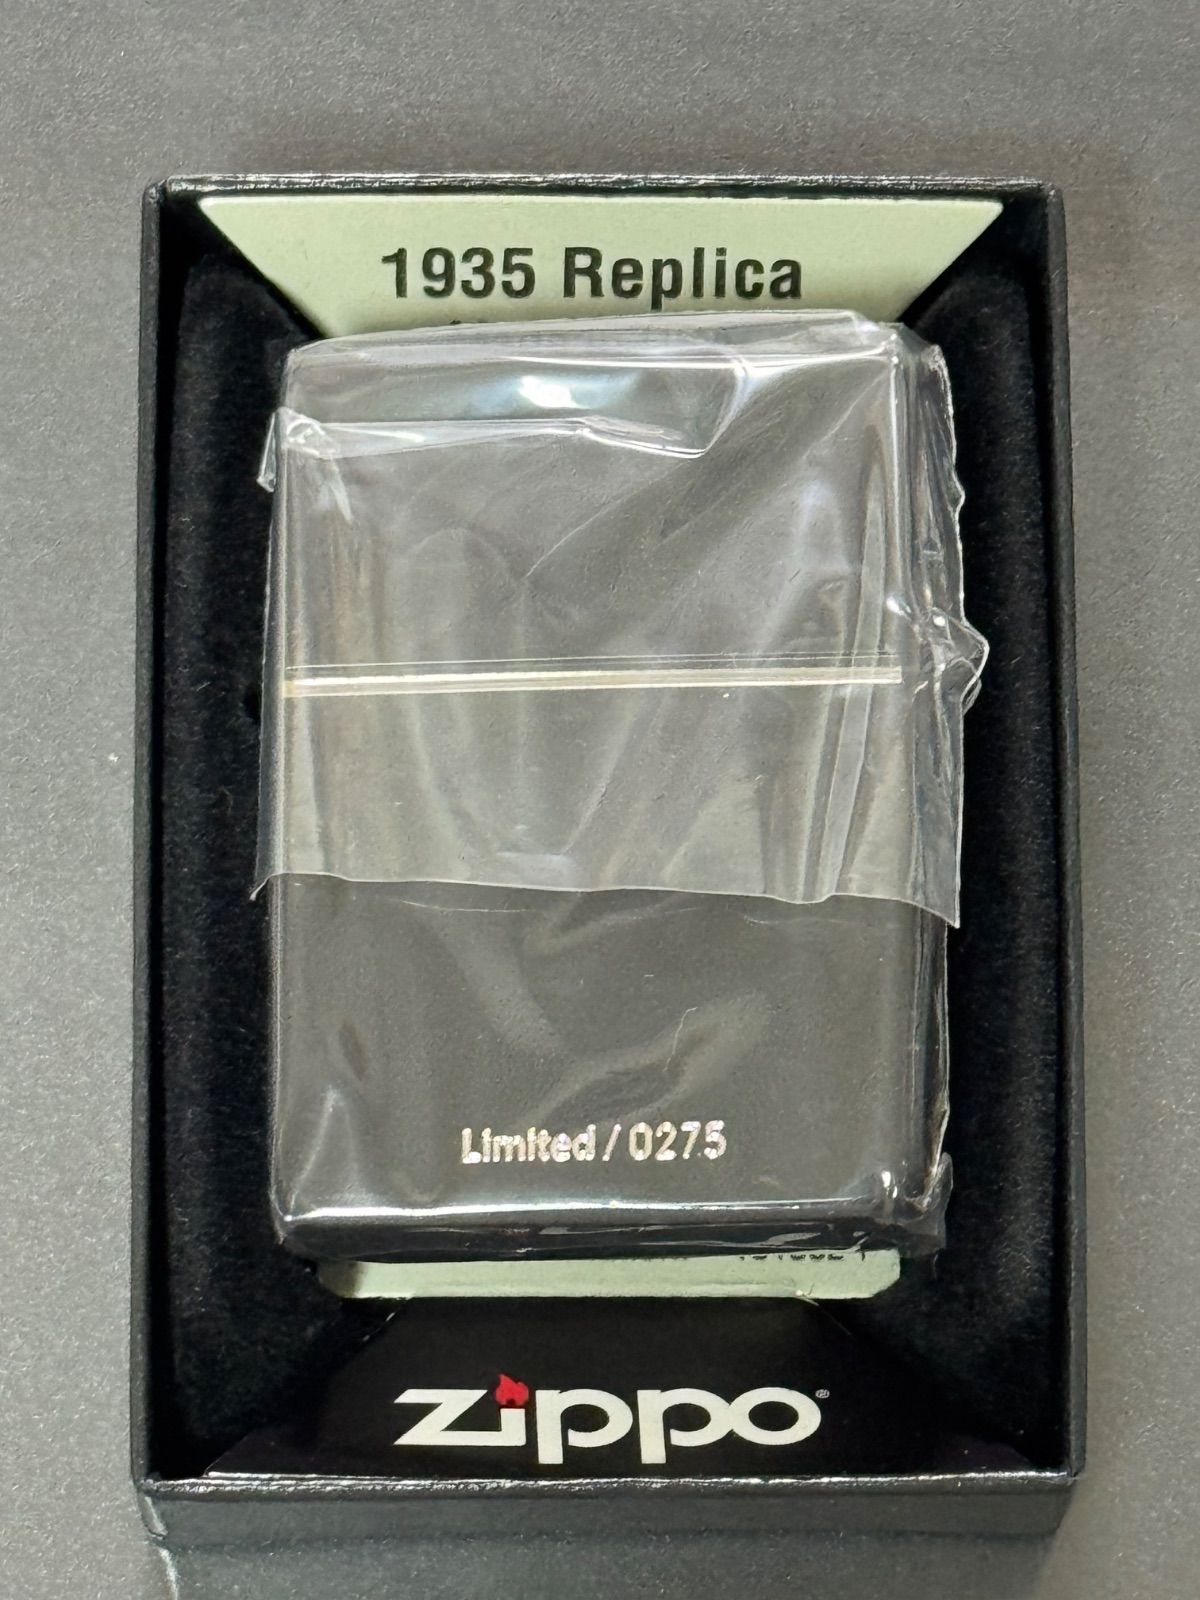 1935 Replica
Limited / 0275
zippo®